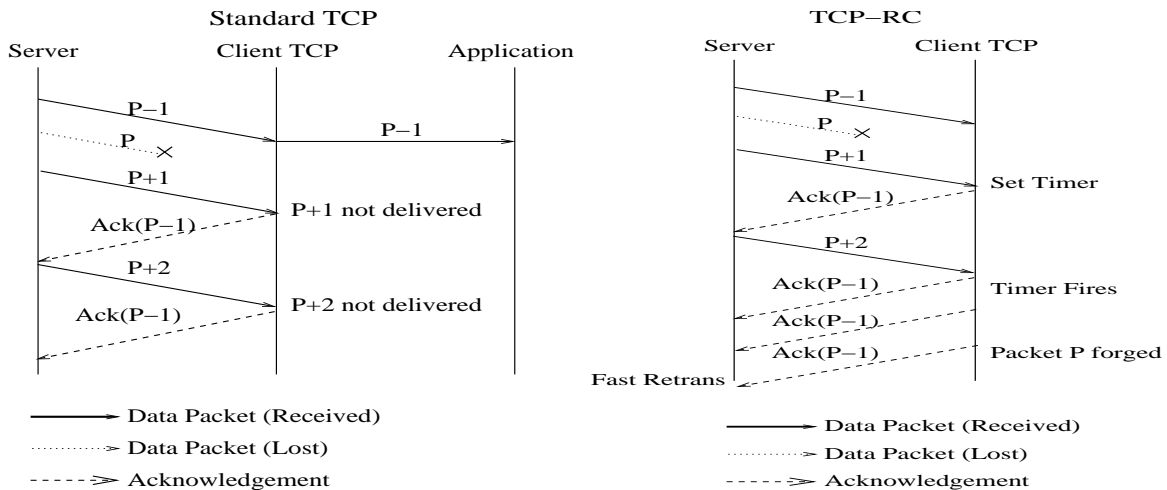 Standard TCP
Server
Client TCP
Application
P−1
P−1
P
P+1
P+1 not delivered
Ack(P−1)
P+2
P+2 not delivered
Ack(P−1)
Data Packet (Received)
Data Packet (Lost)
Acknowledgement
TCP−RC
Server
Client TCP
P−1
P
P+1
Set Timer
Ack(P−1)
P+2
Ack(P−1)
Timer Fires
Ack(P−1)
Ack(P−1)
Packet P forged
Fast Retrans
Data Packet (Received)
Data Packet (Lost)
Acknowledgement